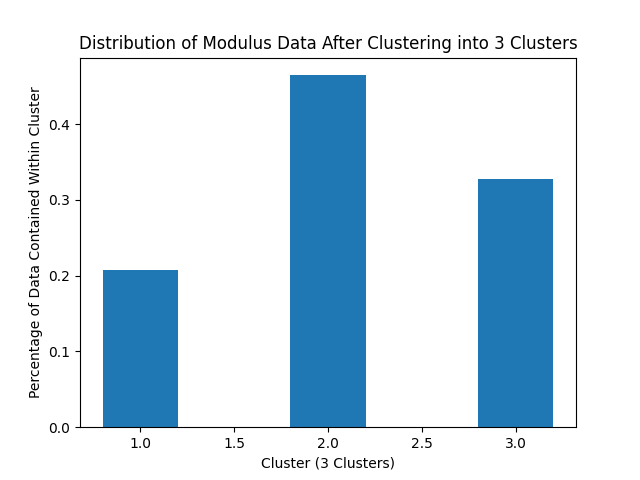 Distribution of Modulus Data After Clustering into 3 Clusters
Percentage of Data Contained Within Cluster
0.4
0.3
0.2
0.1
0.0
1.0 1.5 2.0 2.5 3.0
Cluster (3 Clusters)